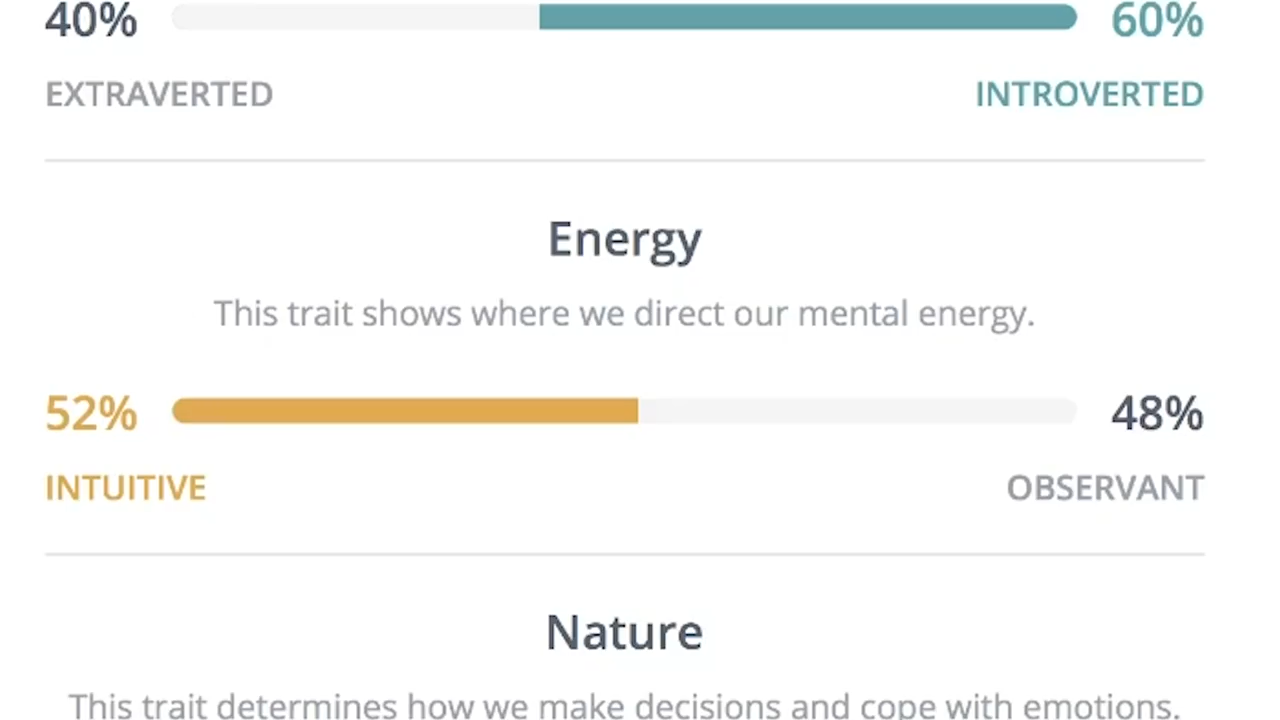 40% 60%
EXTRAVERTED INTROVERTED
Energy
This trait shows where we direct our mental energy.
52% 48%
INTUITIVE OBSERVANT
Nature
This trait determines how we make decisions and cope with emotions.